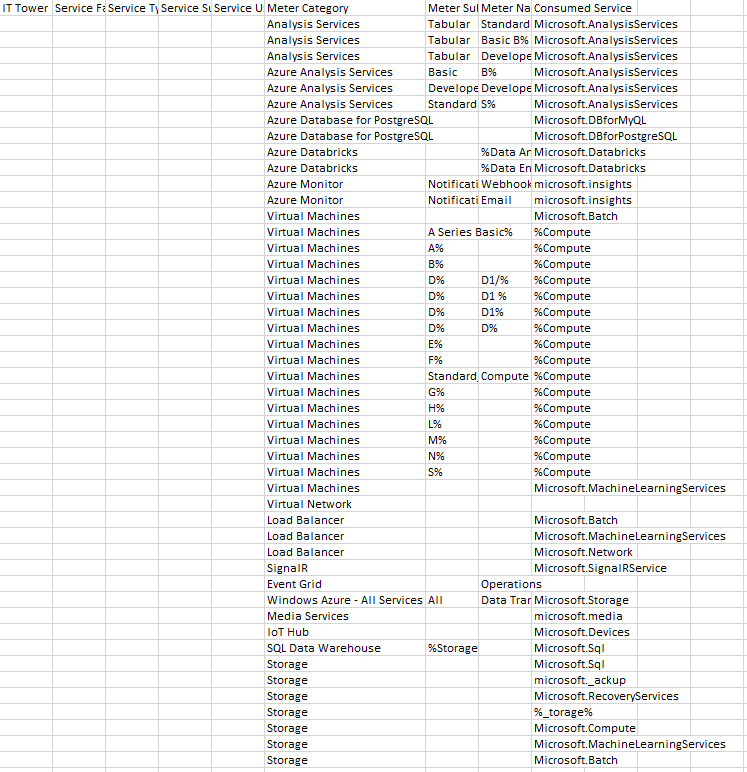 IT Tower Service Fa Service Ty Service Su Service U Meter Category Meter Sul Meter Na Consumed Service
Analysis Services Tabular Standard Microsoft.AnalysisServices
Analysis Services Tabular Basic B% Microsoft.AnalysisServices
Analysis Services Tabular Develope Microsoft.AnalysisServices
Azure Analysis Services Basic B% Microsoft.AnalysisServices
Azure Analysis Services Develope Develope Microsoft.AnalysisServices
Azure Analysis Services Standard S% Microsoft.AnalysisServices
Azure Database for PostgreSQL Microsoft.DBforMyQL
Azure Database for PostgreSQL Microsoft.DBforPostgreSQL
Azure Databricks %Data An Microsoft.Databricks
Azure Databricks %Data En Microsoft.Databricks
Azure Monitor Notificati Webhook microsoft.insights
Azure Monitor Notificati Email microsoft.insights
Virtual Machines Microsoft.Batch
Virtual Machines A Series Basic% %Compute
Virtual Machines A% %Compute
Virtual Machines B% %Compute
Virtual Machines D% D1/% %Compute
Virtual Machines D% D1 % %Compute
Virtual Machines D% D1% %Compute
Virtual Machines D% D% %Compute
Virtual Machines E% %Compute
Virtual Machines F% %Compute
Virtual Machines Standard_ Compute %Compute
Virtual Machines G% %Compute
Virtual Machines H% %Compute
Virtual Machines L% %Compute
Virtual Machines M% %Compute
Virtual Machines N% %Compute
Virtual Machines S% %Compute
Virtual Machines Microsoft.MachineLearningServices
Virtual Network
Load Balancer Microsoft.Batch
Load Balancer Microsoft.MachineLearningServices
Load Balancer Microsoft.Network
SignalR Microsoft.SignalRService
Event Grid Operations
Windows Azure - All Services All Data Tran Microsoft.Storage
Media Services microsoft.media
IoT Hub Microsoft.Devices
SQL Data Warehouse %Storage Microsoft.Sql
Storage Microsoft.Sql
Storage microsoft._ackup
Storage Microsoft.RecoveryServices
Storage %_torage%
Storage Microsoft.Compute
Storage Microsoft.MachineLearningServices
Storage Microsoft.Batch